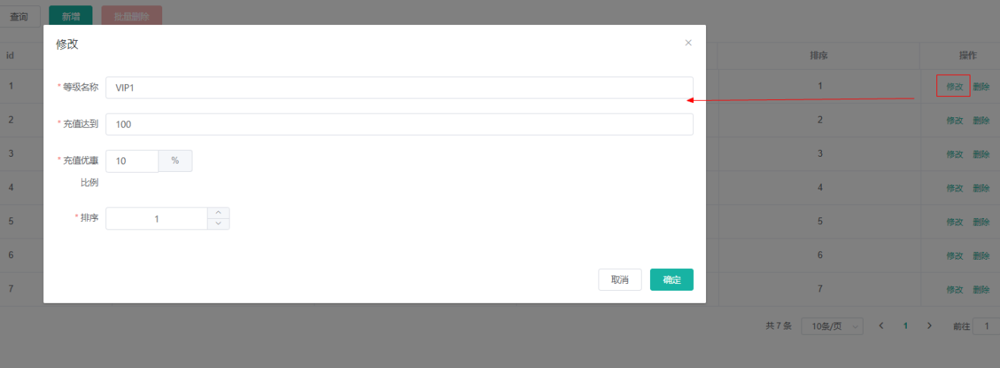 查询 新增 批量删除
修改
id 排序 操作
* 等级名称 VIP1
1 1 修改 删除
* 充值达到 100
2 2 修改 删除
* 充值优惠 10 %
比例
3 3 修改 删除
4 4 修改 删除
* 排序 1
5 5 修改 删除
6 6 修改 删除
取消 确定
7 7 修改 删除
共 7 条 10条/页 1 前往 1